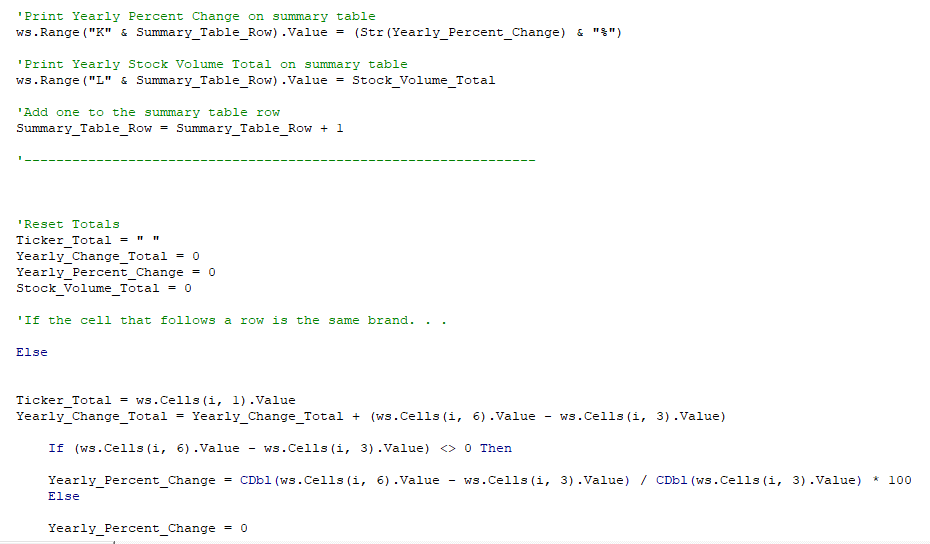 'Print Yearly Percent Change on summary table
ws.Range("K" & Summary_Table_Row).Value = (Str(Yearly_Percent_Change) & "%")
'Print Yearly Stock Volume Total on summary table
ws.Range("L" & Summary_Table_Row).Value = Stock_Volume_Total
'Add one to the summary table row
Summary_Table_Row = Summary_Table_Row + 1
'----------------------------------------------------------------
'Reset Totals
Ticker_Total = " "
Yearly_Change_Total = 0
Yearly_Percent_Change = 0
Stock_Volume_Total = 0
'If the cell that follows a row is the same brand. . .
Else
Ticker_Total = ws.Cells(i, 1).Value
Yearly_Change_Total = Yearly_Change_Total + (ws.Cells(i, 6).Value - ws.Cells(i, 3).Value)
If (ws.Cells(i, 6).Value - ws.Cells(i, 3).Value) <> 0 Then
Yearly_Percent_Change = CDbl(ws.Cells(i, 6).Value - ws.Cells(i, 3).Value) / CDbl(ws.Cells(i, 3).Value) * 100
Else
Yearly_Percent_Change = 0